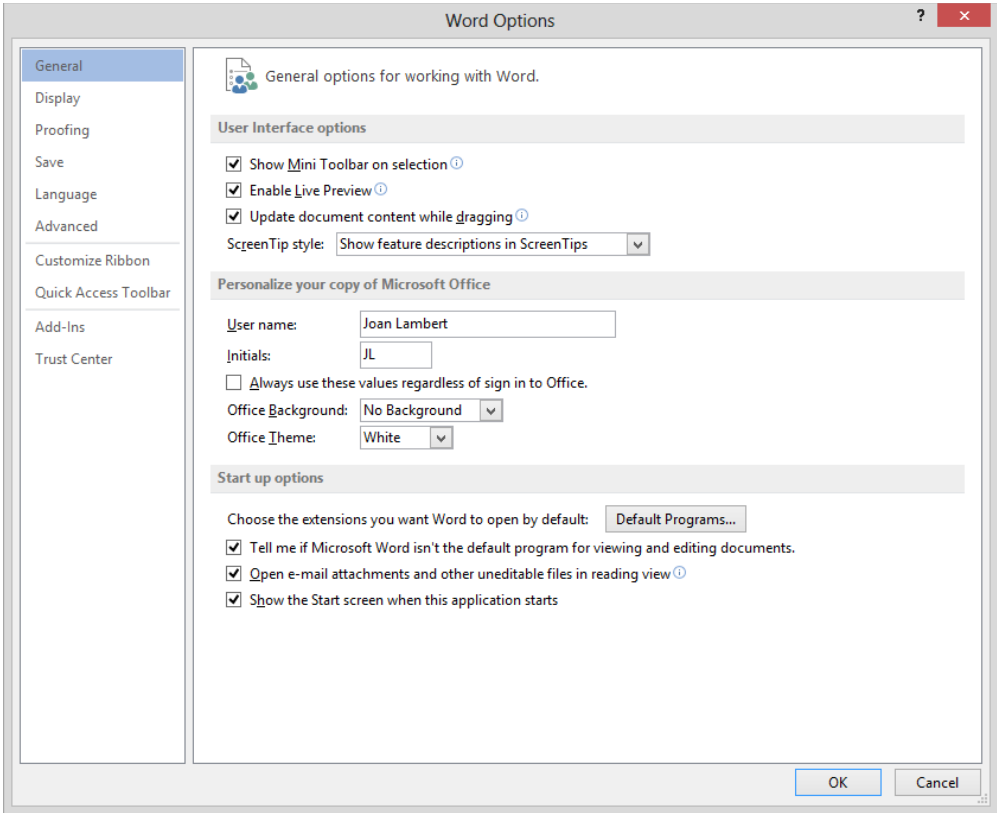 Word Options
?
General
Display
Proofing
Save
Language
Advanced
Customize Ribbon
Quick Access Toolbar
Add-Ins
Trust Center
General options for working with Word.
User Interface options
Show Mini Toolbar on selection
Enable Live Preview
Update document content while dragging
ScreenTip style: Show feature descriptions in ScreenTips
Personalize your copy of Microsoft Office
User name: Joan Lambert
Initials: JL
Always use these values regardless of sign in to Office.
Office Background: No Background
Office Theme: White
Start up options
Choose the extensions you want Word to open by default: Default Programs...
Tell me if Microsoft Word isn't the default program for viewing and editing documents.
Open e-mail attachments and other uneditable files in reading view
Show the Start screen when this application starts
OK Cancel